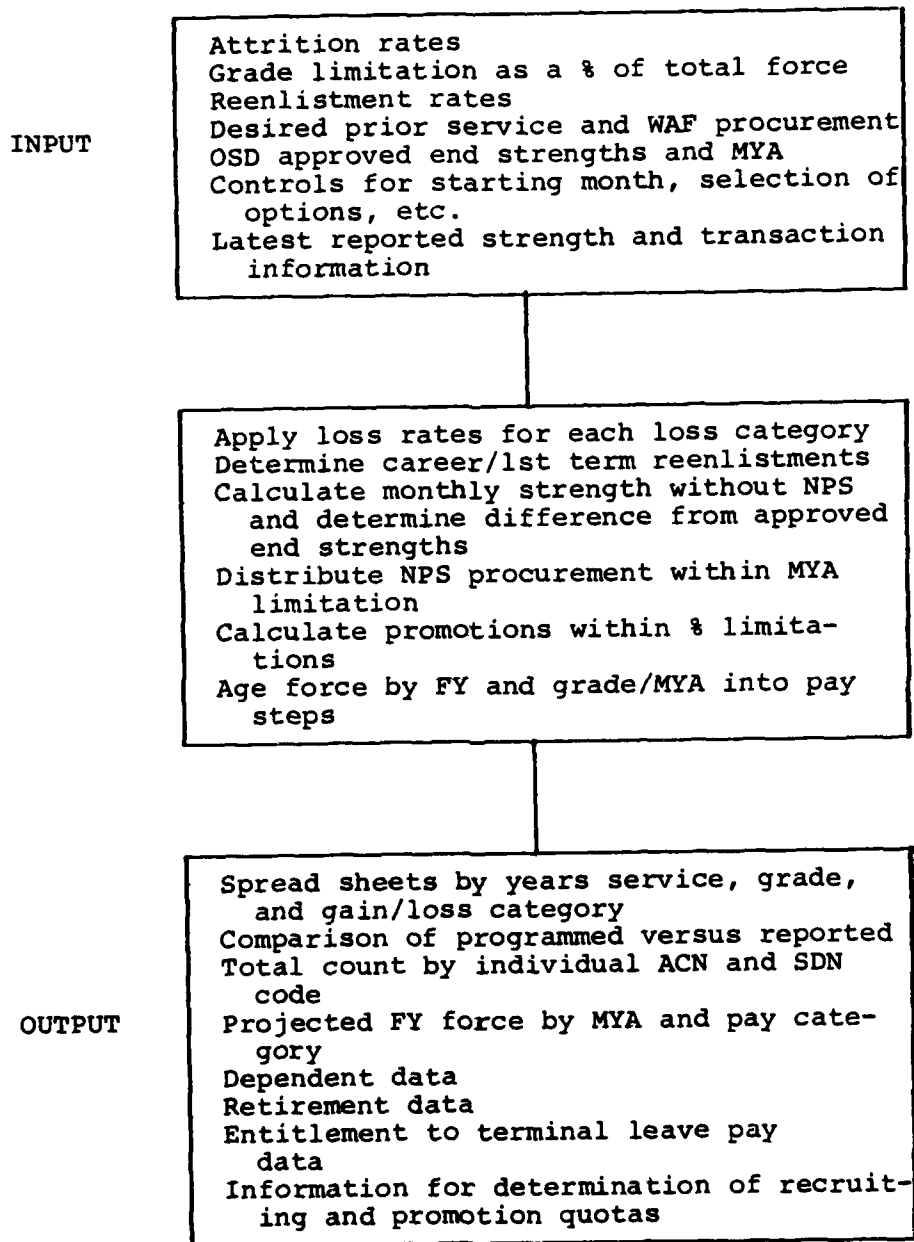 Attrition rates
Grade limitation as a % of total force
Reenlistment rates
INPUT
Desired prior service and WAF procurement
OSD approved end strengths and MYA
Controls for starting month, selection of
options, etc.
Latest reported strength and transaction
information
Apply loss rates for each loss category
Determine career/1st term reenlistments
Calculate monthly strength without NPS
and determine difference from approved
end strengths
Distribute NPS procurement within MYA
limitation
Calculate promotions within % limita-
tions
Age force by FY and grade/MYA into pay
steps
Spread sheets by years service, grade,
and gain/loss category
Comparison of programmed versus reported
Total count by individual ACN and SDN
code
OUTPUT
Projected FY force by MYA and pay cate-
gory
Dependent data
Retirement data
Entitlement to terminal leave pay
data
Information for determination of recruit-
ing and promotion quotas